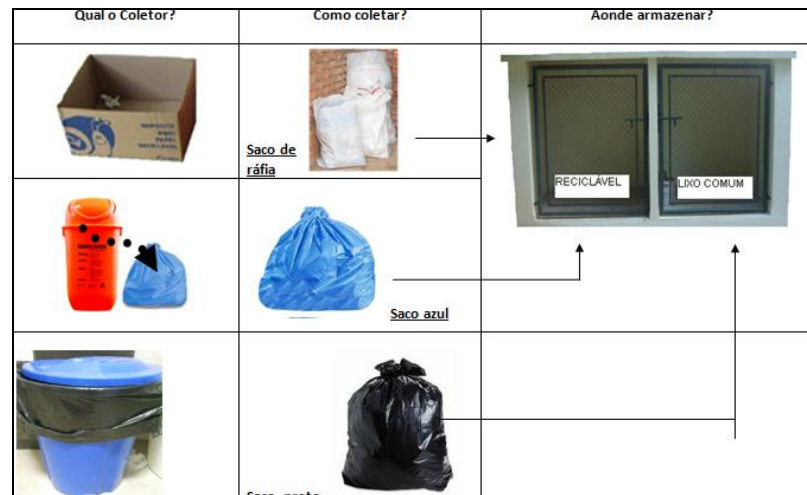 Qual o Coletor?
Como coletar?
Aonde armazenar?
Saco de
ráfia
RECICLÁVEL
LIXO COMUM
Saco azul